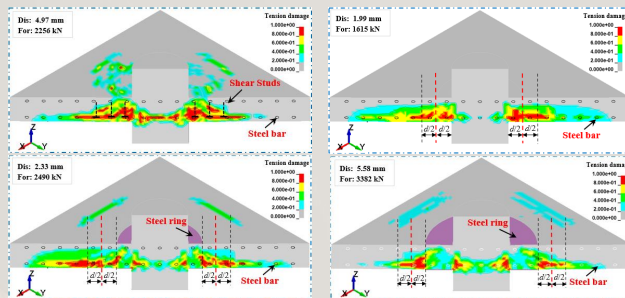 Dis: 4.97 mm
For: 2256 kN
Tension damage
1.000e+00
8.000e-01
6.000e-01
4.000e-01
2.000e-01
0.000e+00
Shear Studs
Steel bar
Z
X
Y
Dis: 1.99 mm
For: 1615 kN
Tension damage
1.000e+00
8.000e-01
6.000e-01
4.000e-01
2.000e-01
0.000e+00
Steel bar
d/2 d/2
d/2 d/2
Z
X
Y
Dis: 2.33 mm
For: 2490 kN
Tension damage
1.000e+00
8.000e-01
6.000e-01
4.000e-01
2.000e-01
0.000e+00
Steel ring
Steel bar
d/2 d/2
d/2 d/2
Z
X
Y
Dis: 5.58 mm
For: 3382 kN
Tension damage
1.000e+00
8.000e-01
6.000e-01
4.000e-01
2.000e-01
0.000e+00
Steel ring
Steel bar
d/2 d/2
d/2 d/2
Z
X
Y